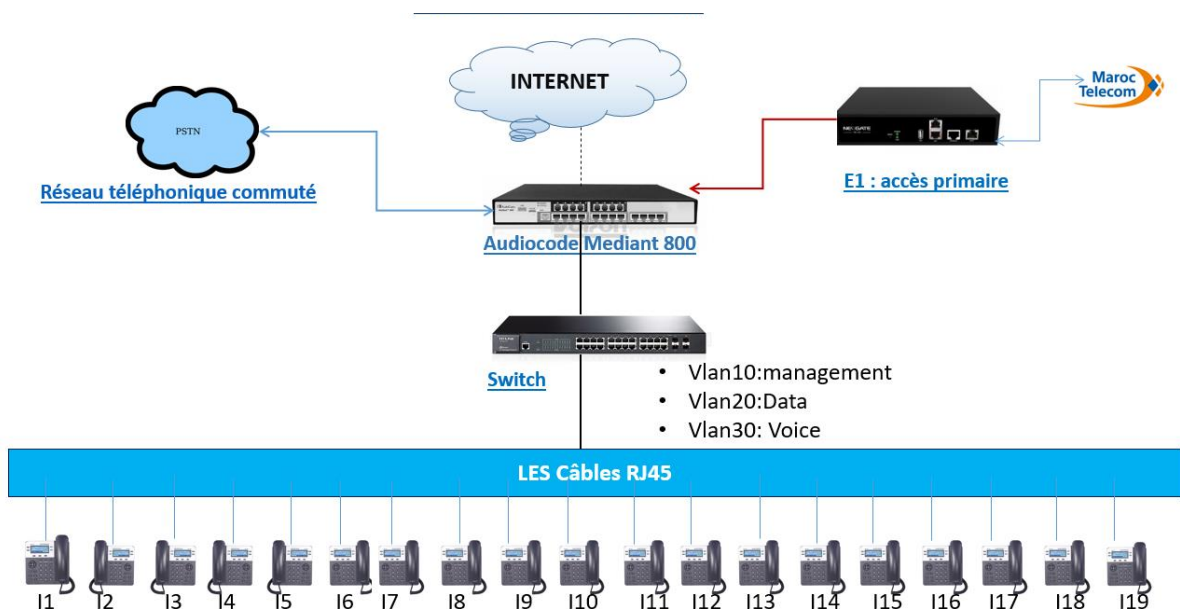 INTERNET
PSTN
Réseau téléphonique commuté
Maroc
Telecom
E1 : accès primaire
Audiocode Mediant 800
Switch
• Vlan10:management
• Vlan20:Data
• Vlan30: Voice
LES Câbles RJ45
I1 I2 I3 I4 I5 I6 I7 I8 I9 I10 I11 I12 I13 I14 I15 I16 I17 I18 I19